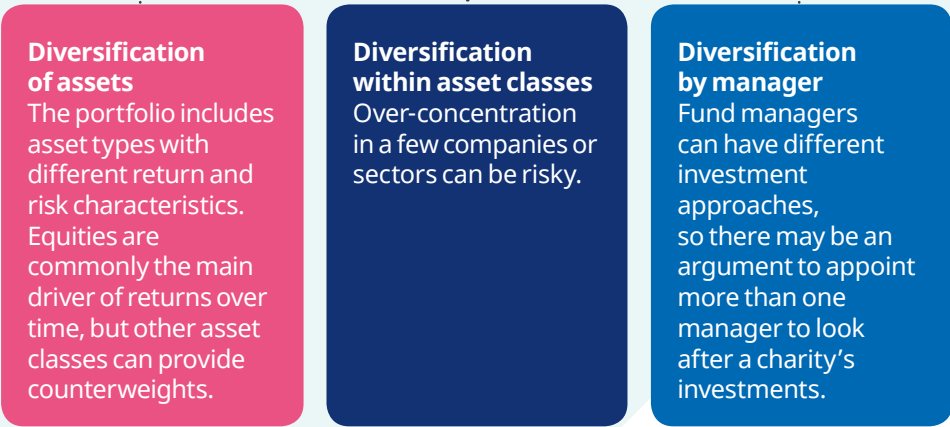 Diversification
of assets
The portfolio includes
asset types with
different return and
risk characteristics.
Equities are
commonly the main
driver of returns over
time, but other asset
classes can provide
counterweights.
Diversification
within asset classes
Over-concentration
in a few companies or
sectors can be risky.
Diversification
by manager
Fund managers
can have different
investment
approaches,
so there may be an
argument to appoint
more than one
manager to look
after a charity’s
investments.